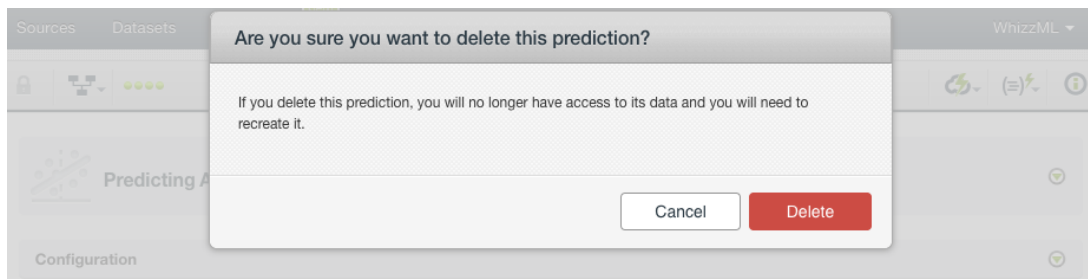 Sources Datasets WhizzML
Are you sure you want to delete this prediction?
If you delete this prediction, you will no longer have access to its data and you will need to
recreate it.
Predicting A
Cancel Delete
Configuration